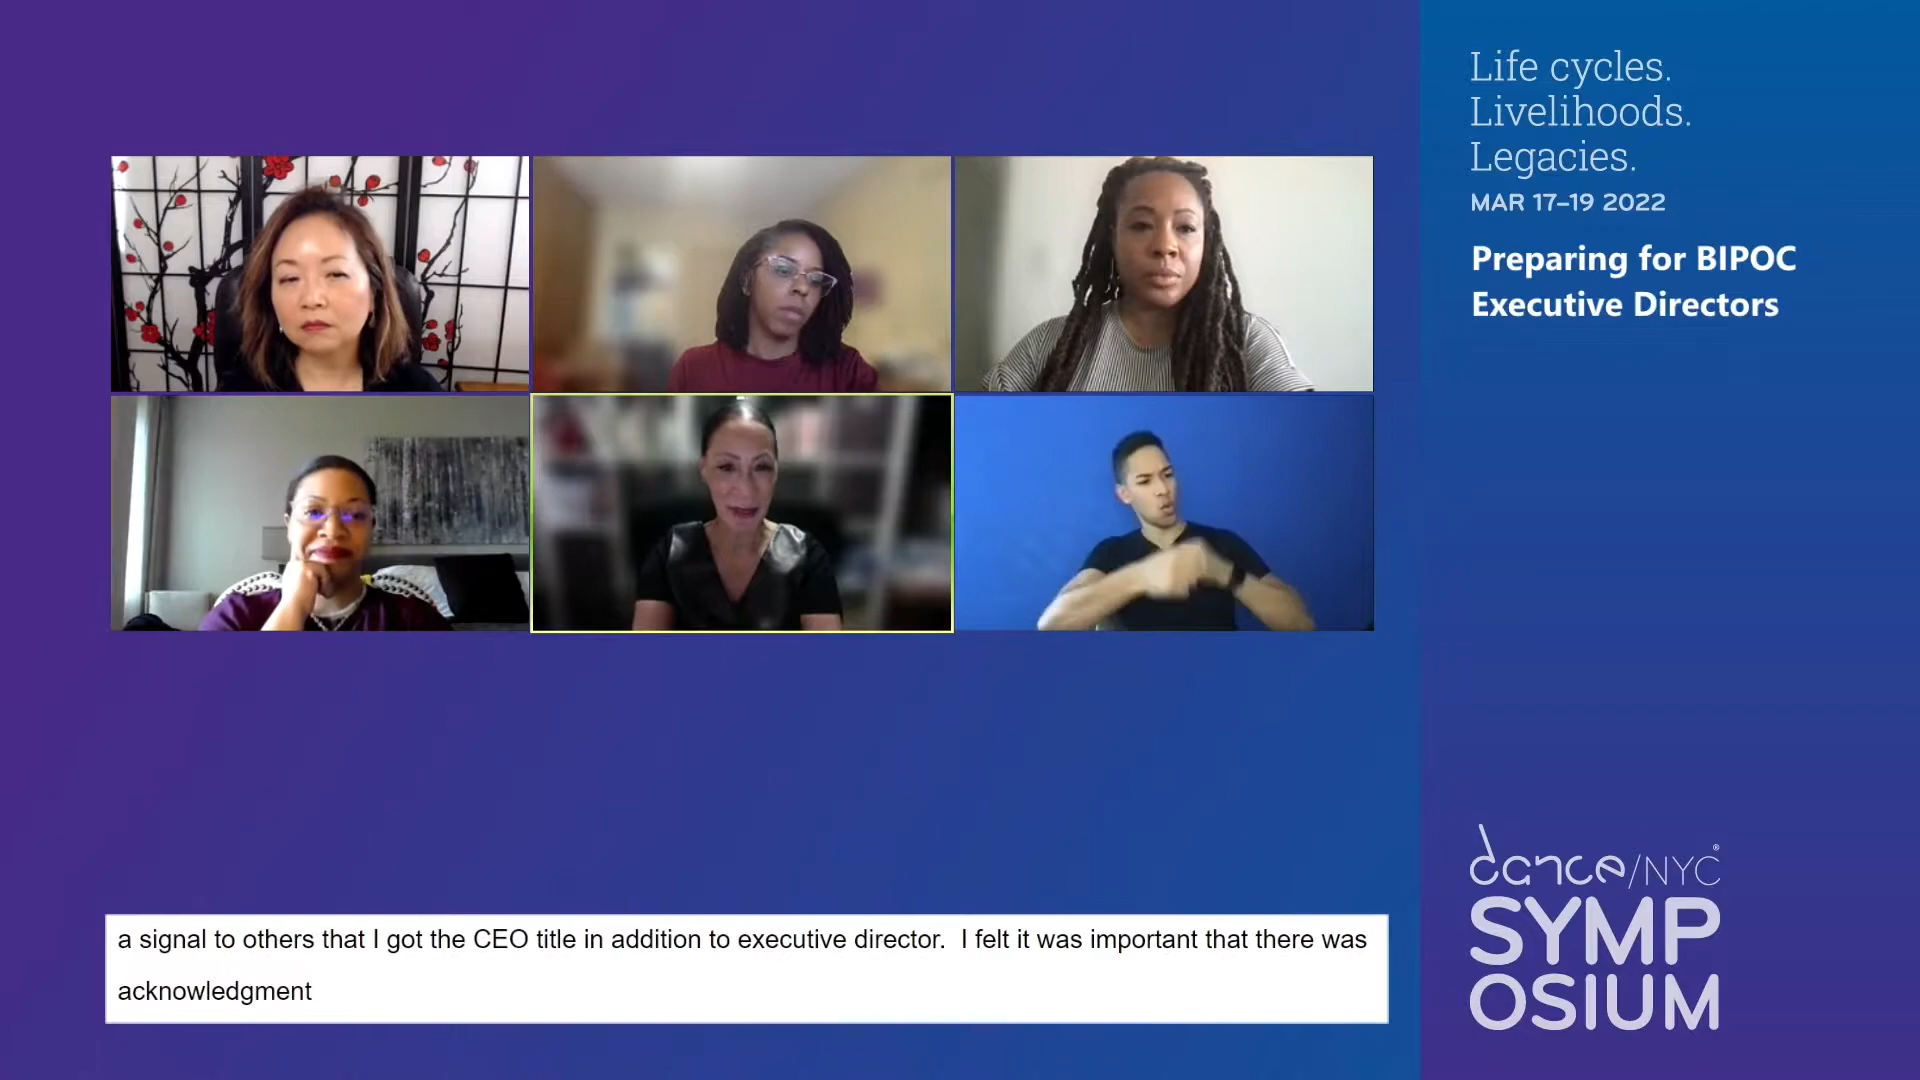 Life cycles.
Livelihoods.
Legacies.
MAR 17–19 2022
Preparing for BIPOC
Executive Directors
a signal to others that I got the CEO title in addition to executive director.  I felt it was important that there was
acknowledgment
dance/NYC®
SYMP
OSIUM